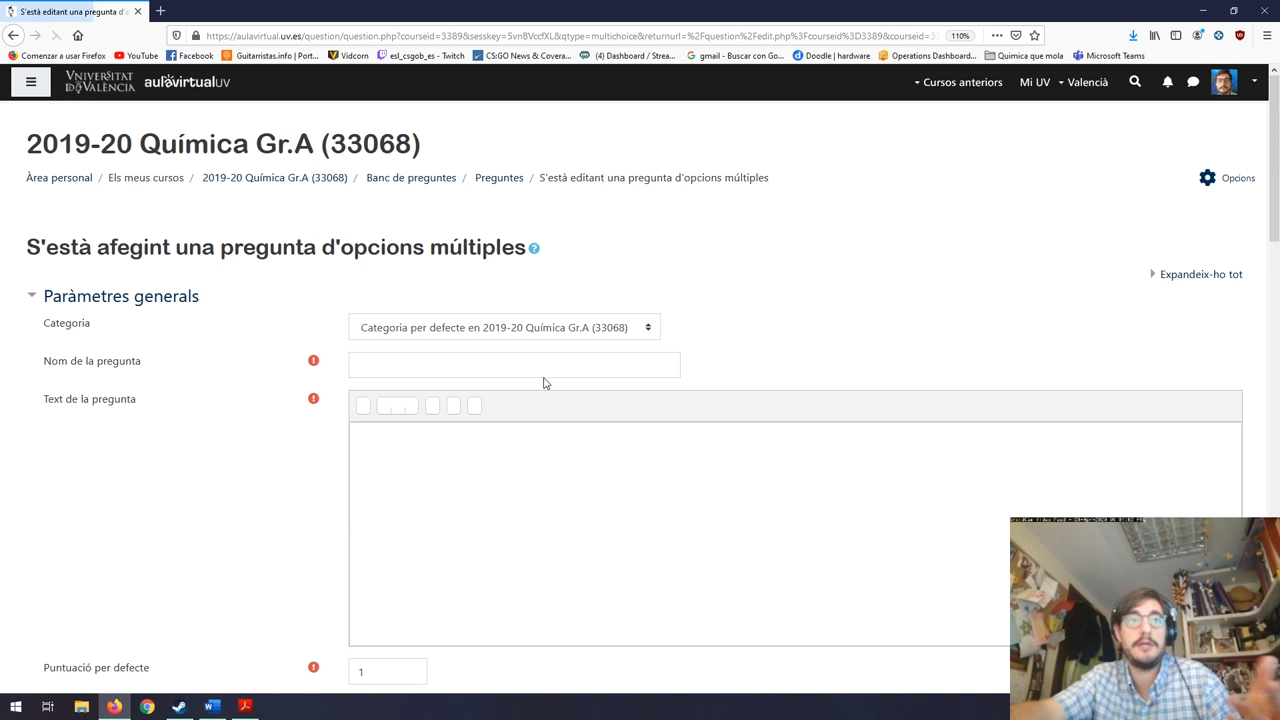 S'està editant una pregunta d'o
https://aulavirtual.uv.es/question/question.php?courseid=3389&sesskey=5vnBVccfXL&qtype=multichoice&returnurl=%2Fquestion%2Fedit.php%3Fcourseid%3D3389&courseid=3
110%
Comenzar a usar Firefox YouTube Facebook Guitarristas.info | Port... Vidcorn esl_csgob_es - Twitch CS:GO News & Covera... (4) Dashboard / Strea... gmail - Buscar con Go... Doodle | hardware Operations Dashboard... Quimica que mola Microsoft Teams
VNIVERSITAT
ID VALÈNCIA
aulavirtualuv
Cursos anteriors Mi UV Valencià
2019-20 Química Gr.A (33068)
Àrea personal / Els meus cursos / 2019-20 Química Gr.A (33068) / Banc de preguntes / Preguntes / S'està editant una pregunta d'opcions múltiples
Opcions
S'està afegint una pregunta d'opcions múltiples
Expandeix-ho tot
Paràmetres generals
Categoria
Categoria per defecte en 2019-20 Química Gr.A (33068)
Nom de la pregunta
Text de la pregunta
Puntuació per defecte
1